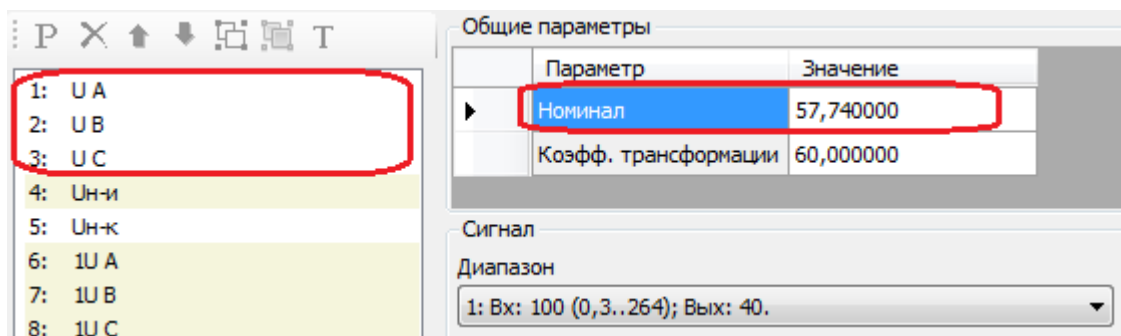 P T
1: U A
2: U B
3: U C
4: Uн-и
5: Uн-к
6: 1U A
7: 1U B
8: 1U C
Общие параметры
Параметр Значение
Номинал 57,740000
Коэфф. трансформации 60,000000
Сигнал
Диапазон
1: Вх: 100 (0,3..264); Вых: 40.